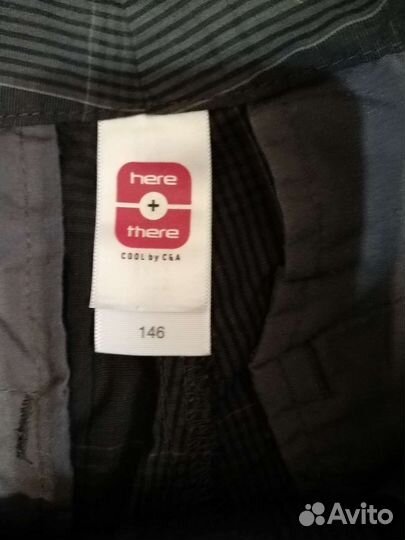 here
+
there
COOL by C&A
146
Avito